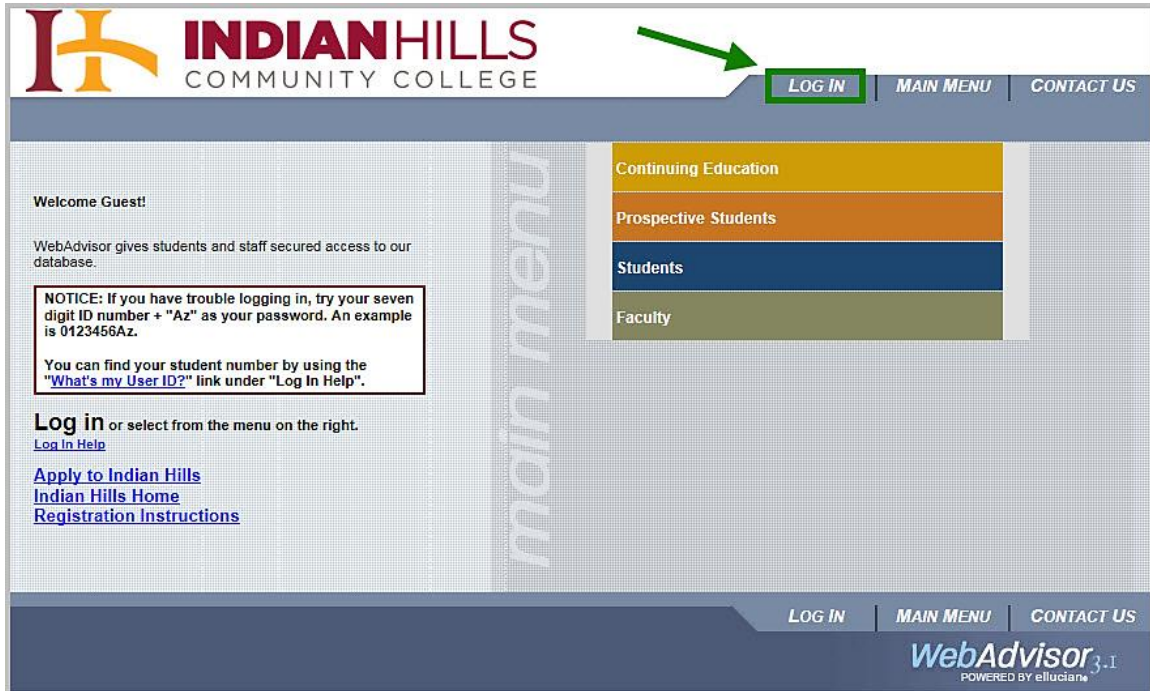 INDIAN HILLS
COMMUNITY COLLEGE
LOG IN MAIN MENU CONTACT US
Welcome Guest!
WebAdvisor gives students and staff secured access to our
database.
NOTICE: If you have trouble logging in, try your seven
digit ID number + "Az" as your password. An example
is 0123456Az.
You can find your student number by using the
"What's my User ID?" link under "Log In Help".
Log in or select from the menu on the right.
Log In Help
Apply to Indian Hills
Indian Hills Home
Registration Instructions
main menu
Continuing Education
Prospective Students
Students
Faculty
LOG IN MAIN MENU CONTACT US
WebAdvisor 3.1
POWERED BY ellucian